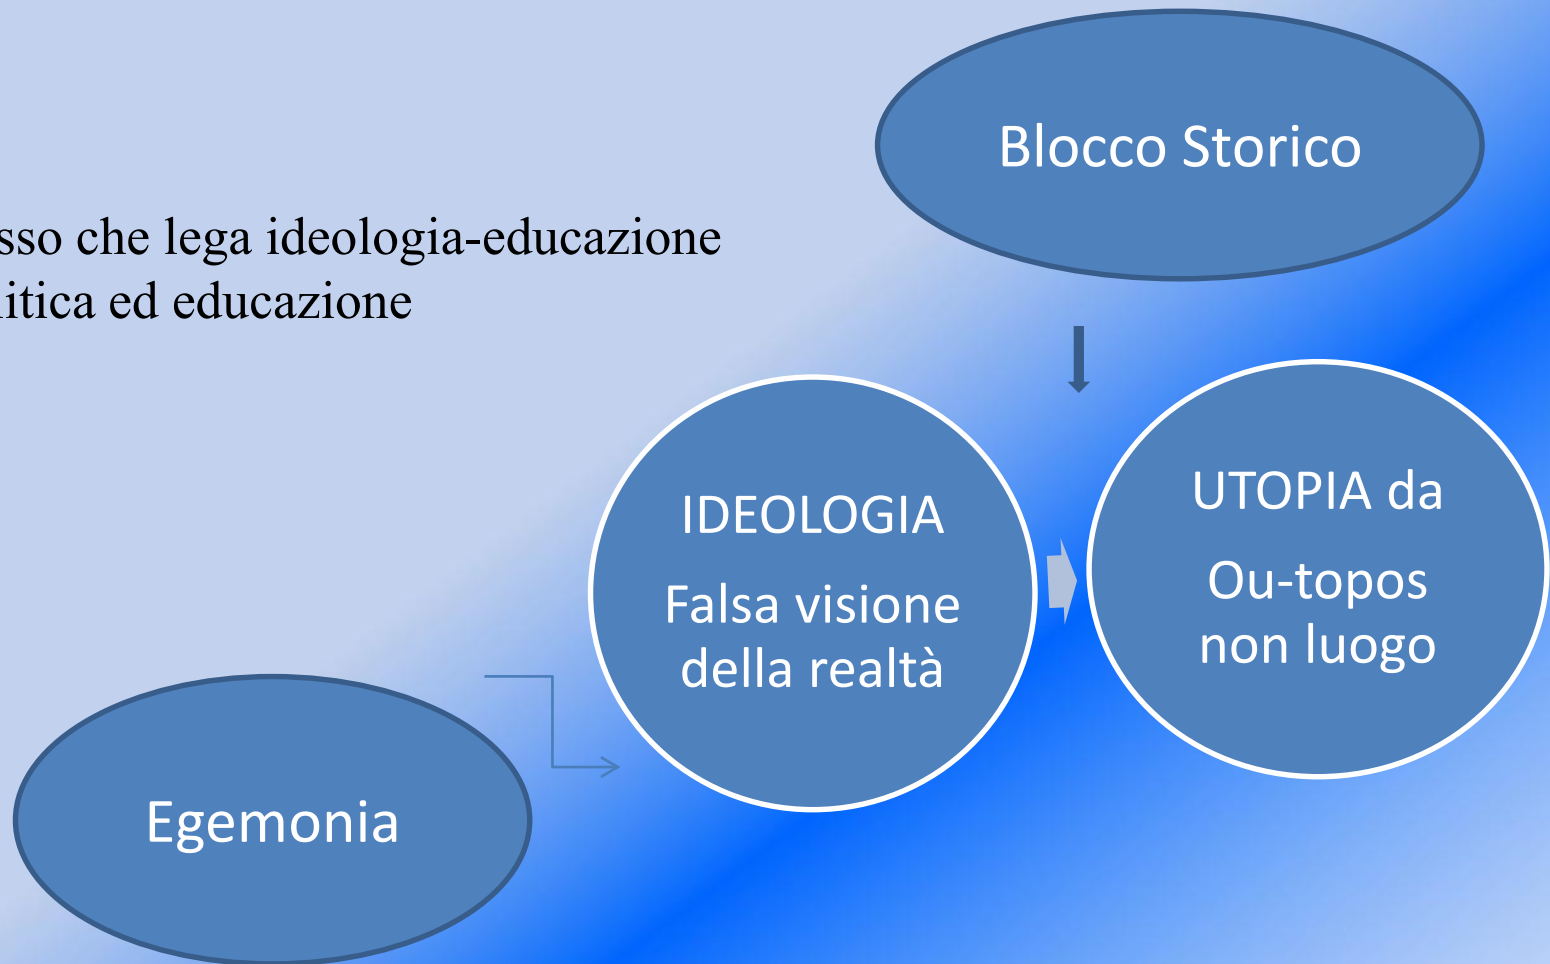 Blocco Storico
sso che lega ideologia-educazione
itica ed educazione
IDEOLOGIA
Falsa visione
della realtà
UTOPIA da
Ou-topos
non luogo
Egemonia